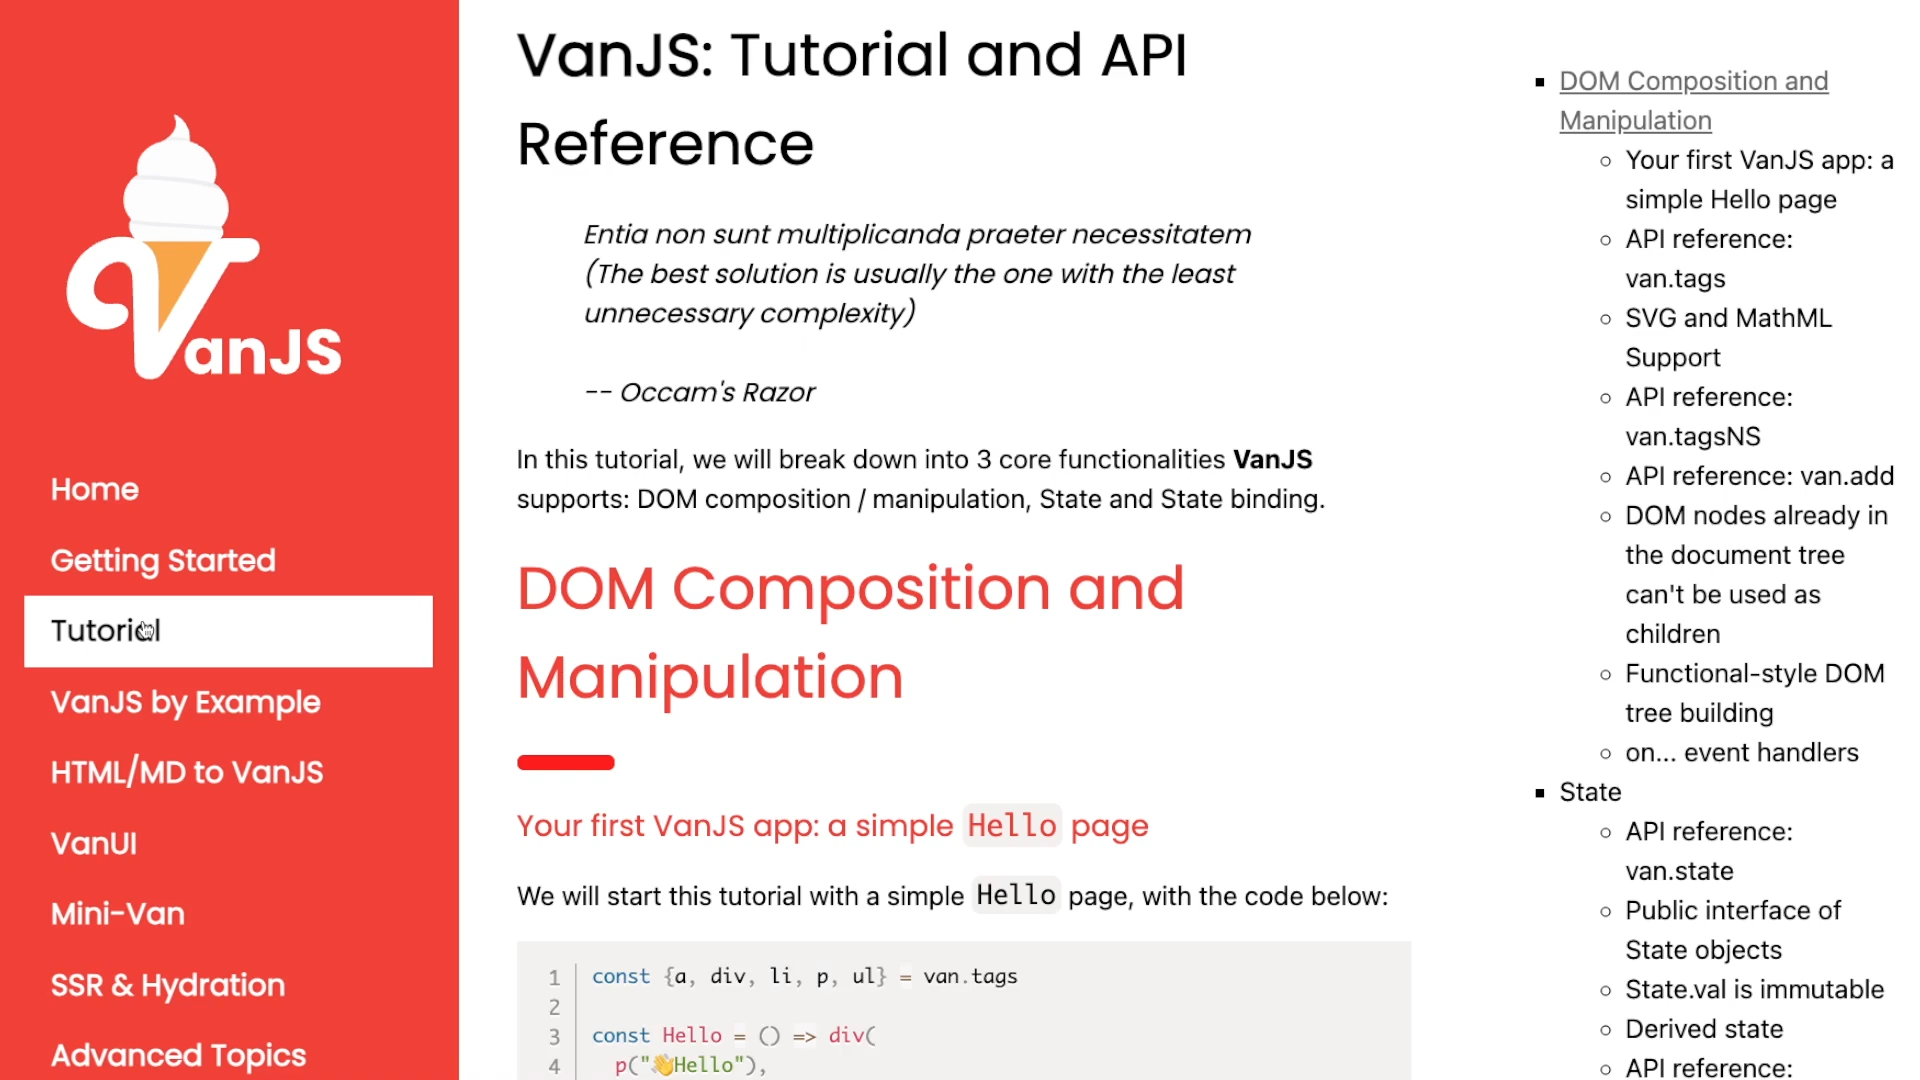 VanJS
Home
Getting Started
Tutorial
VanJS by Example
HTML/MD to VanJS
VanUI
Mini-Van
SSR & Hydration
Advanced Topics
VanJS: Tutorial and API
Reference
Entia non sunt multiplicanda praeter necessitatem
(The best solution is usually the one with the least
unnecessary complexity)
-- Occam's Razor
In this tutorial, we will break down into 3 core functionalities VanJS
supports: DOM composition / manipulation, State and State binding.
DOM Composition and
Manipulation
Your first VanJS app: a simple Hello page
We will start this tutorial with a simple Hello page, with the code below:
1 const {a, div, li, p, ul} = van.tags
2
3 const Hello = () => div(
4 p("👋Hello"),
DOM Composition and
Manipulation
Your first VanJS app: a
simple Hello page
API reference:
van.tags
SVG and MathML
Support
API reference:
van.tagsNS
API reference: van.add
DOM nodes already in
the document tree
can't be used as
children
Functional-style DOM
tree building
on... event handlers
State
API reference:
van.state
Public interface of
State objects
State.val is immutable
Derived state
API reference: